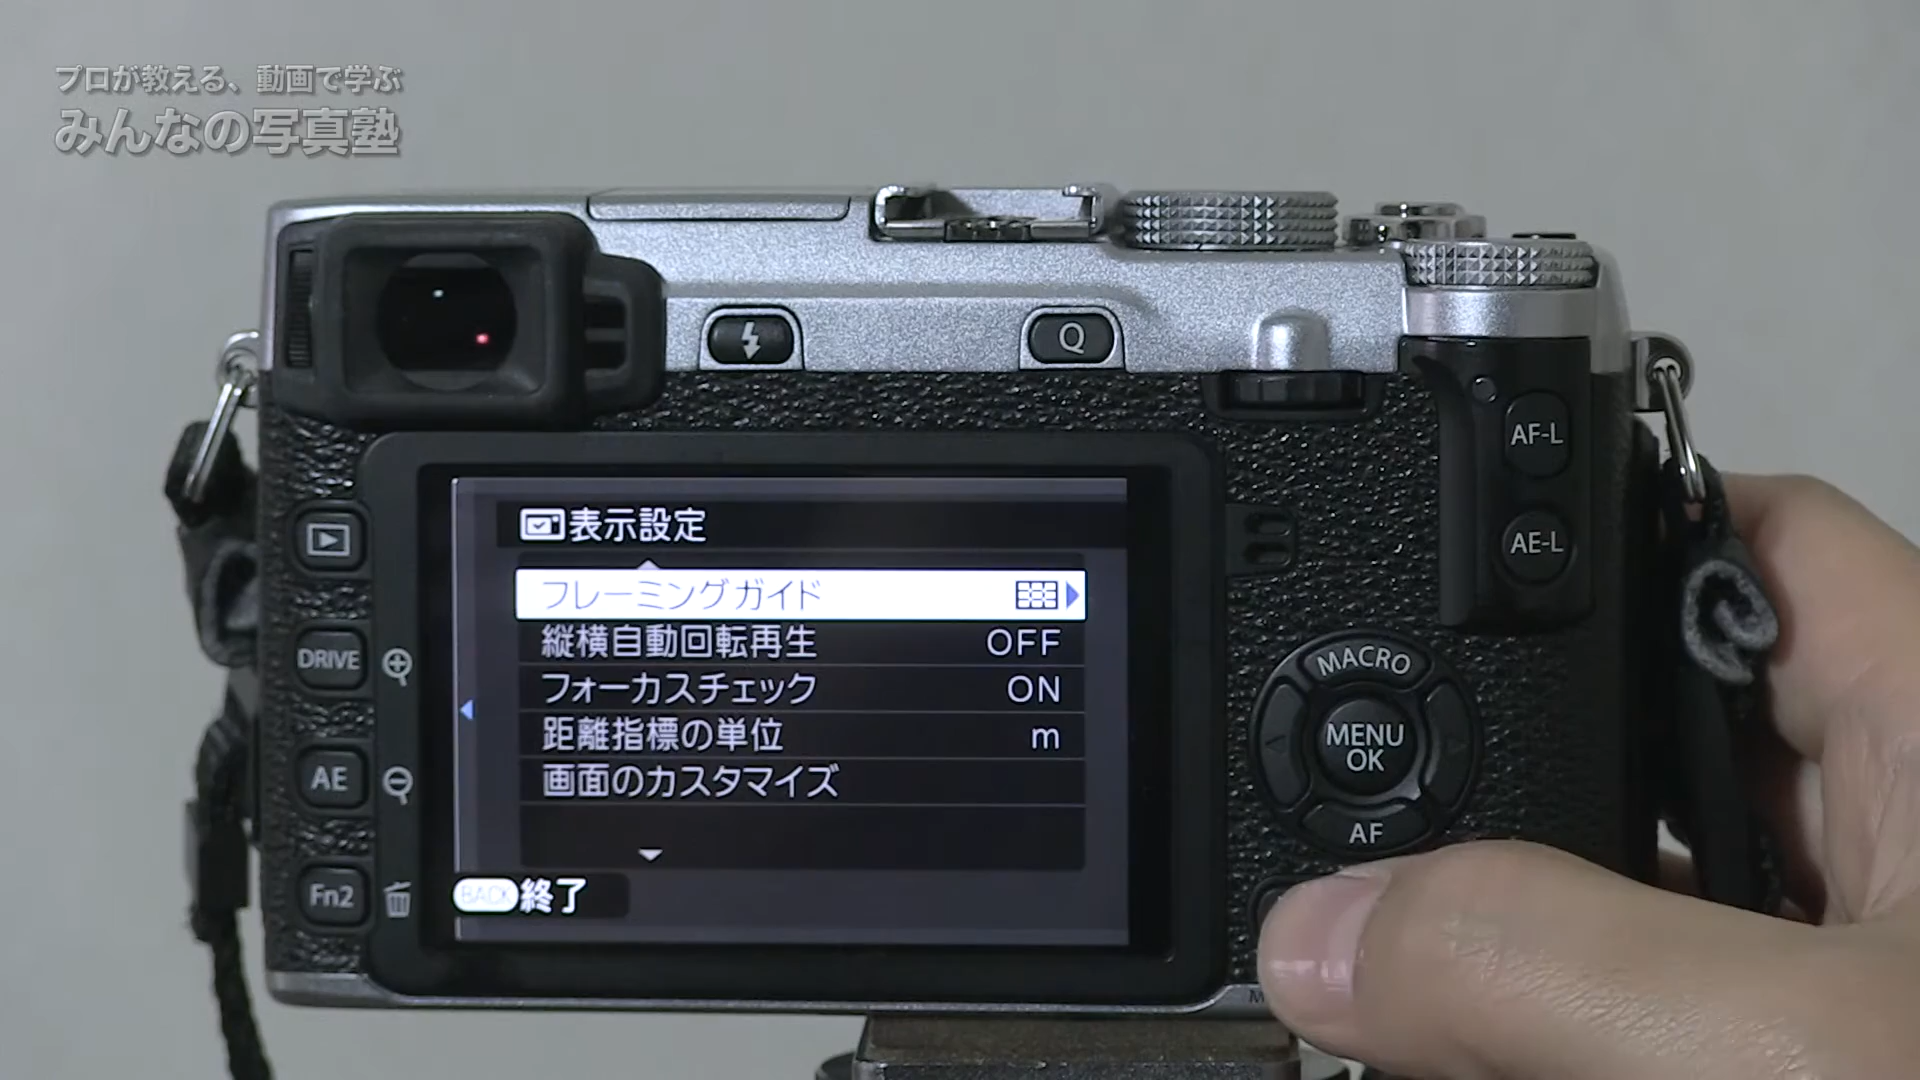 プロが教える、動画で学ぶ
みんなの写真塾
Q
AF-L
AE-L
表示設定
フレーミングガイド
縦横自動回転再生 OFF
フォーカスチェック ON
距離指標の単位 m
画面のカスタマイズ
BACK 終了
DRIVE
AE
Fn2
MACRO
MENU
OK
AF